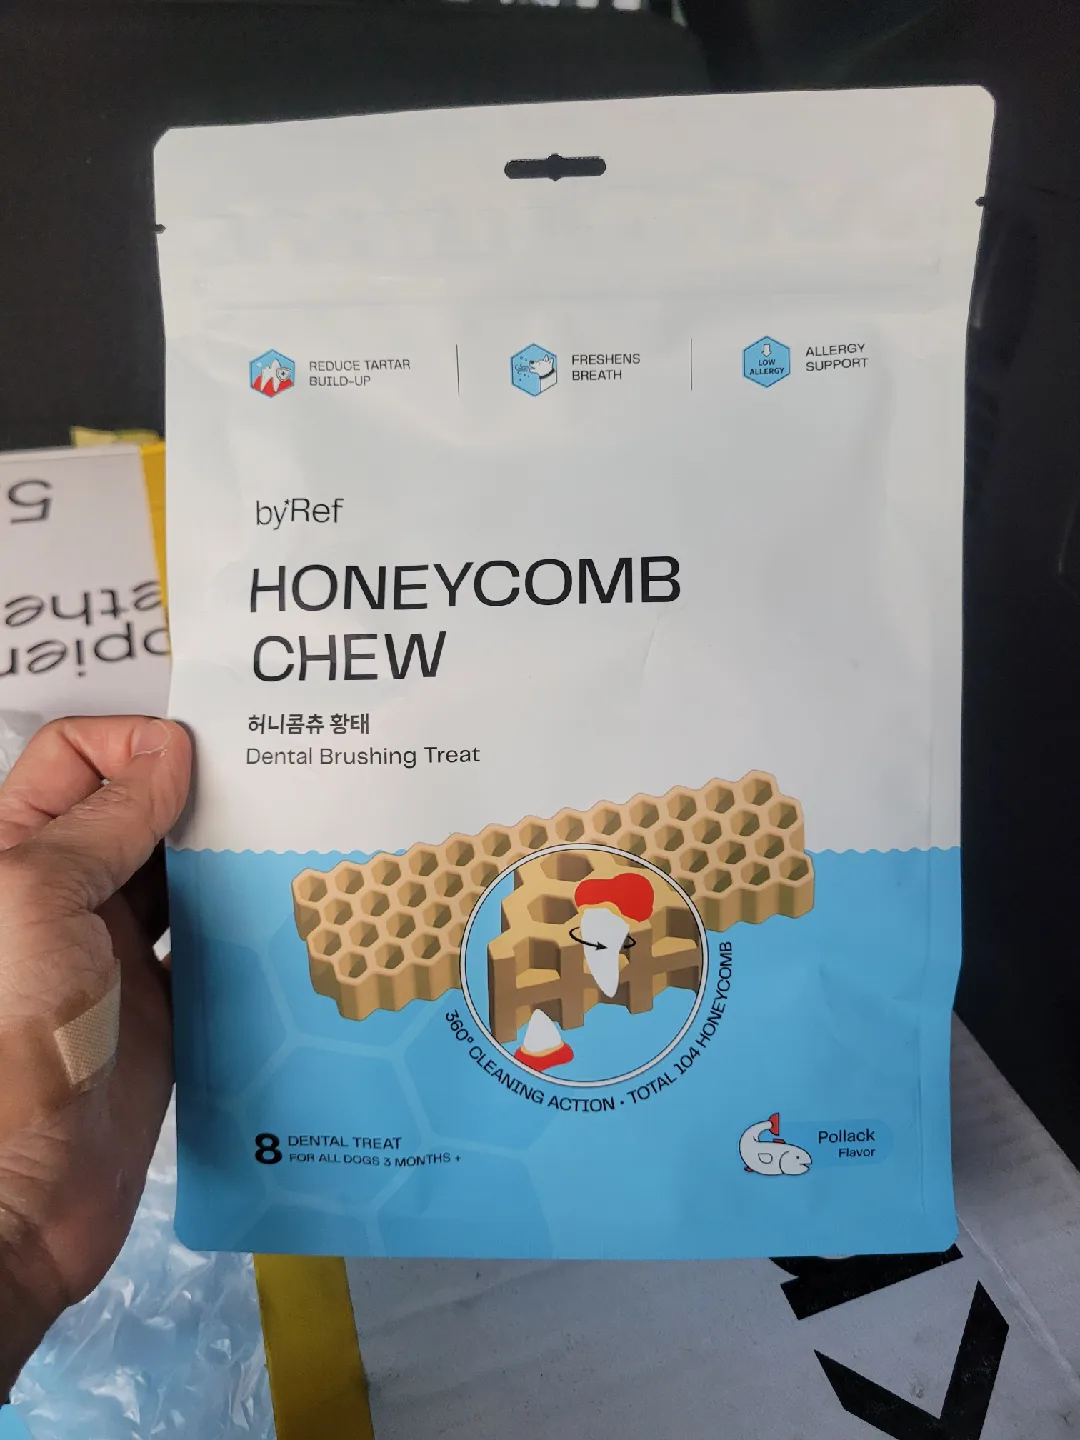 REDUCE TARTAR
BUILD-UP
FRESHENS
BREATH
LOW
ALLERGY
ALLERGY
SUPPORT
by*Ref
HONEYCOMB
CHEW
허니콤츄 황태
Dental Brushing Treat
360° CLEANING ACTION · TOTAL 104 HONEYCOMB
8 DENTAL TREAT
FOR ALL DOGS 3 MONTHS +
Pollack
Flavor
5